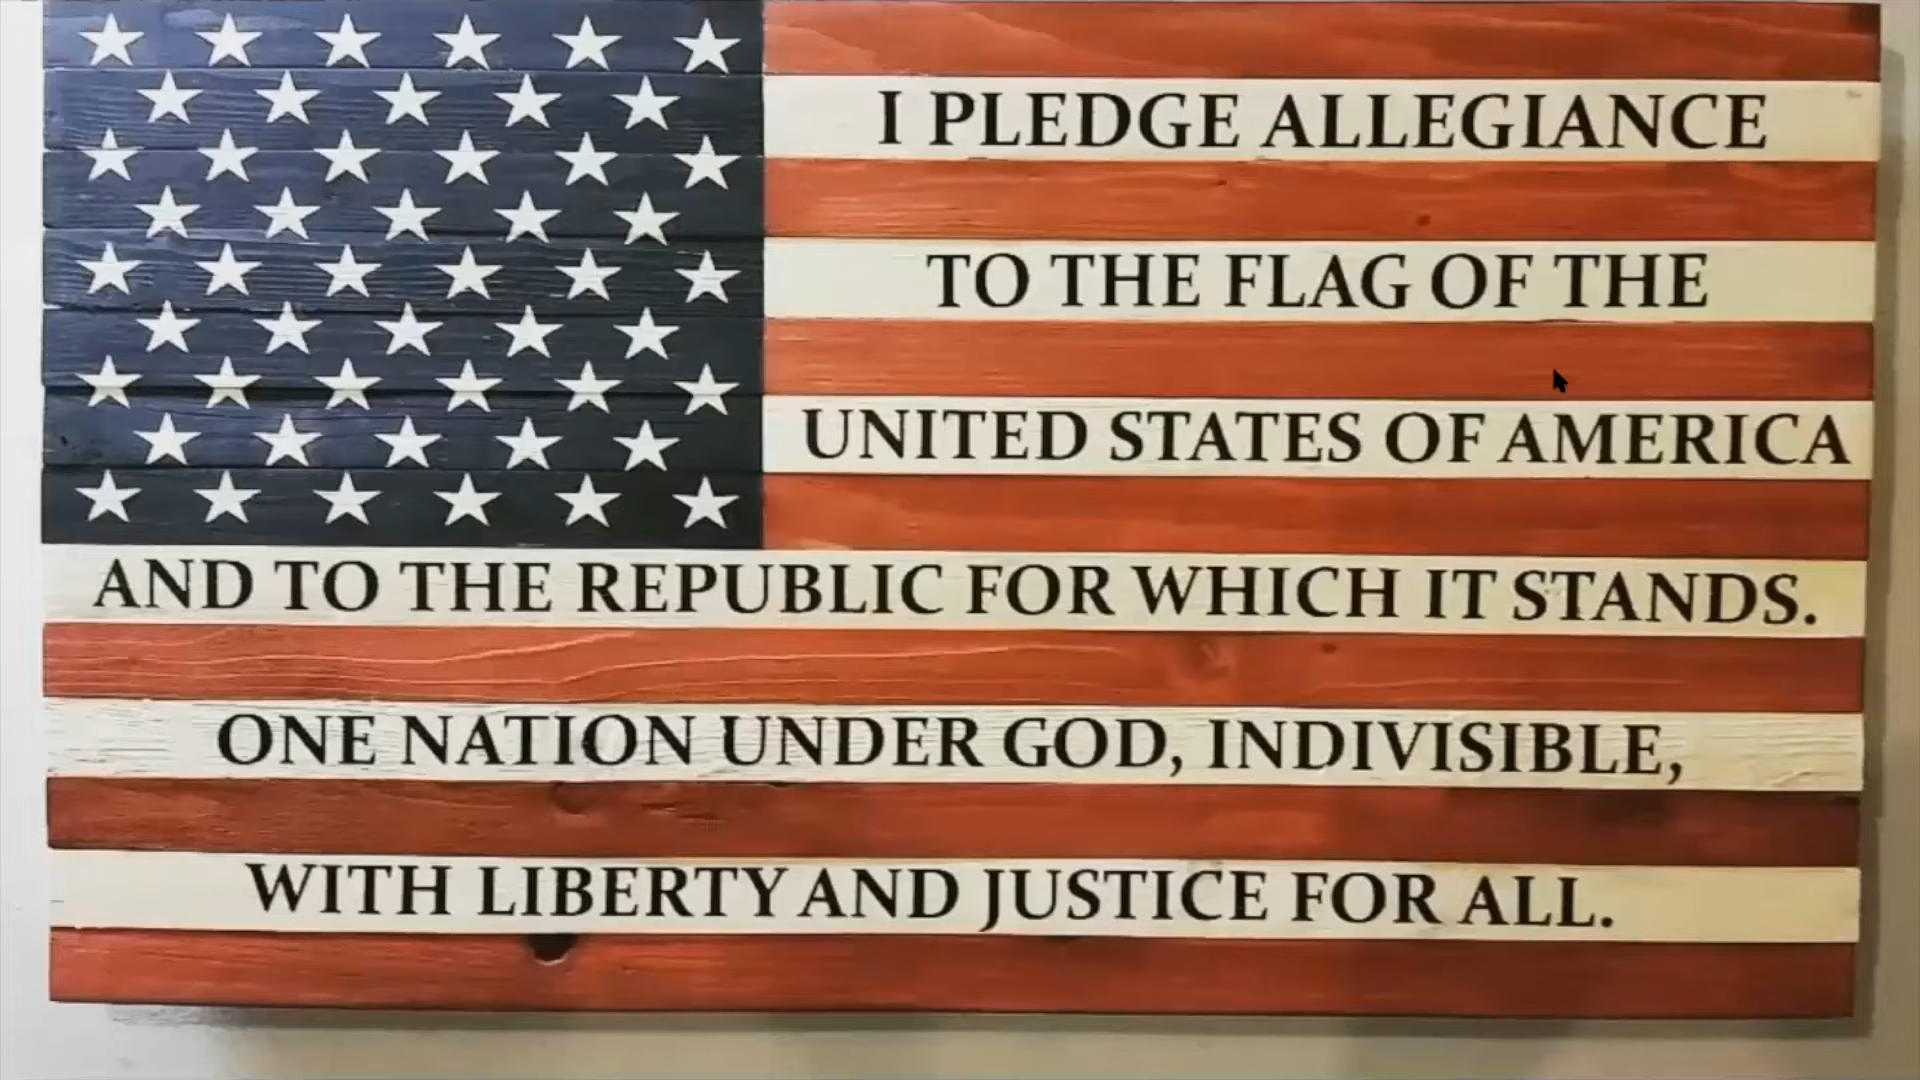 I PLEDGE ALLEGIANCE
TO THE FLAG OF THE
UNITED STATES OF AMERICA
AND TO THE REPUBLIC FOR WHICH IT STANDS.
ONE NATION UNDER GOD, INDIVISIBLE,
WITH LIBERTY AND JUSTICE FOR ALL.